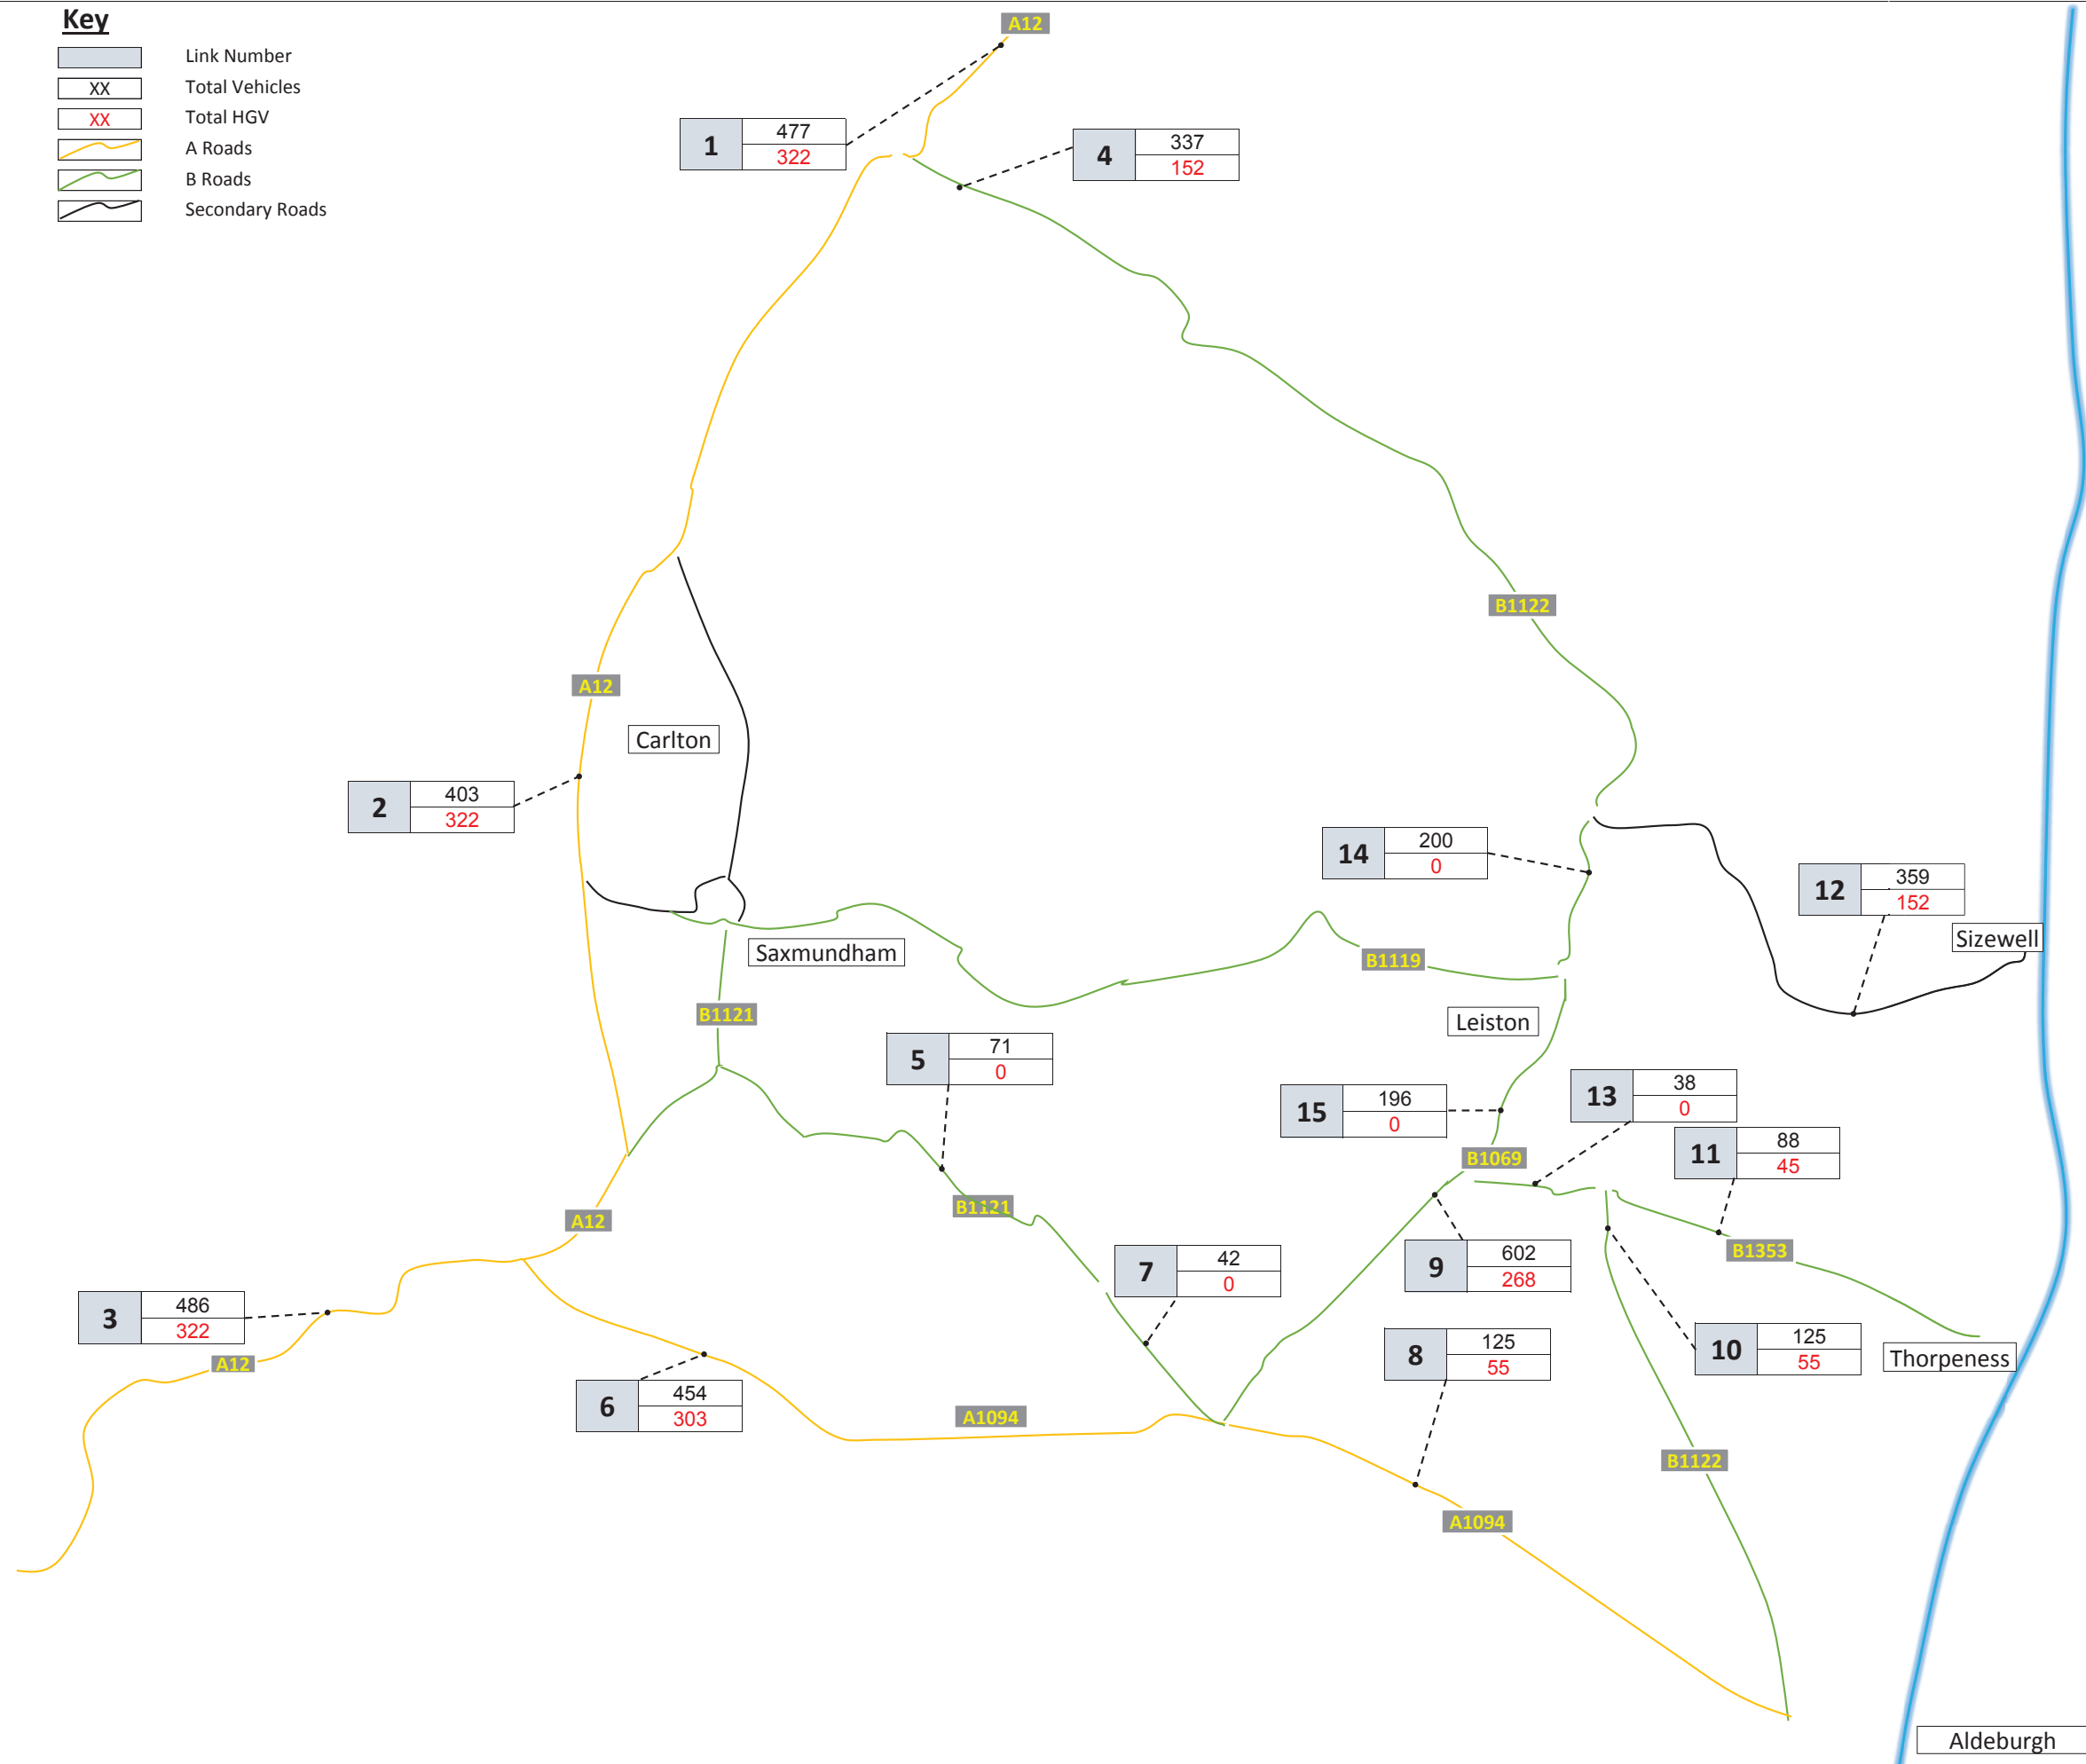 Key
Link Number
XX Total Vehicles
XX Total HGV
A Roads
B Roads
Secondary Roads
A12
1 477 322
4 337 152
B1122
A12
Carlton
2 403 322
14 200 0
12 359 152
Sizewell
Saxmundham
B1119
B1121
Leiston
5 71 0
15 196 0
13 38 0
11 88 45
B1069
B1121
A12
B1353
7 42 0
9 602 268
3 486 322
8 125 55
10 125 55
Thorpeness
A12
6 454 303
A1094
B1122
A1094
Aldeburgh